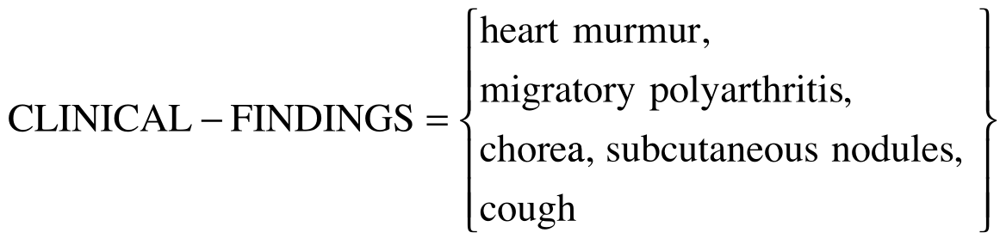 heart murmur,
migratory polyarthritis,
CLINICAL – FINDINGS = {
chorea, subcutaneous nodules,
cough
}